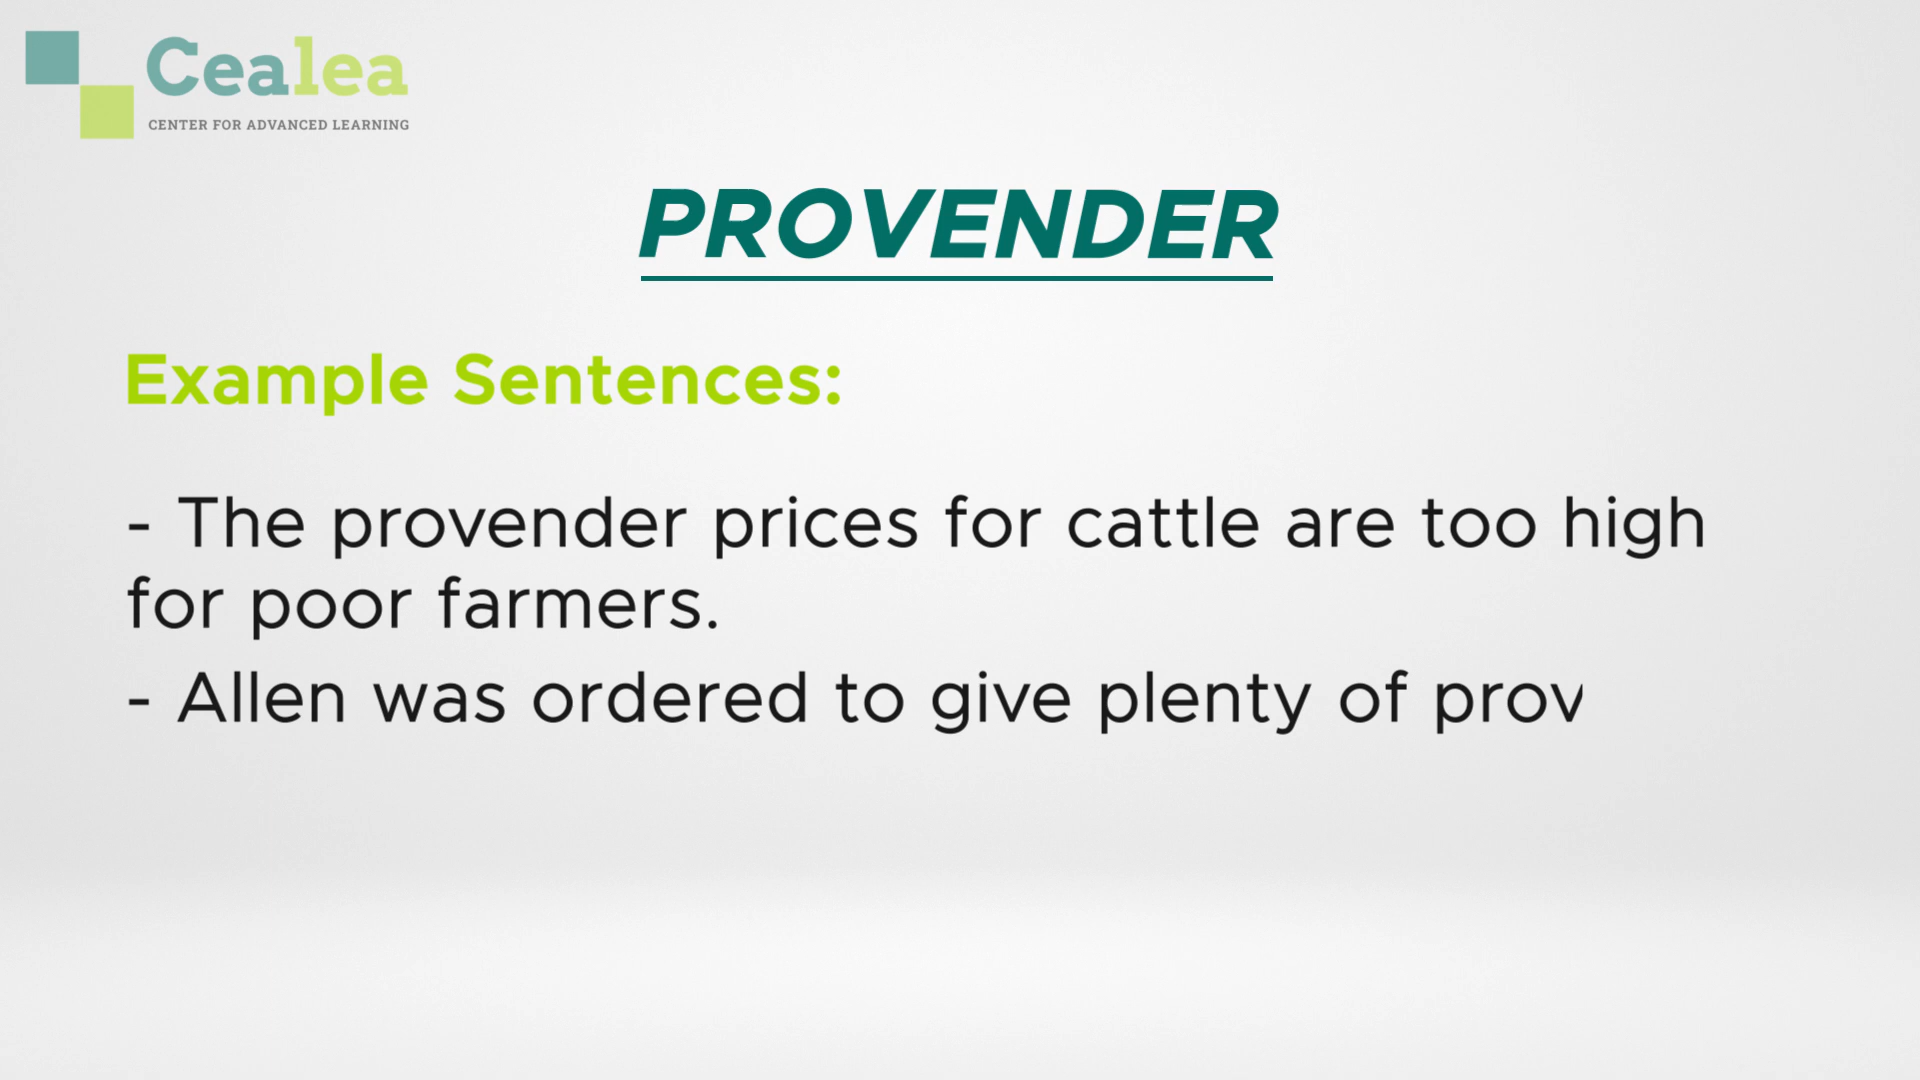 Cealea
CENTER FOR ADVANCED LEARNING
PROVENDER
Example Sentences:
- The provender prices for cattle are too high
for poor farmers.
- Allen was ordered to give plenty of prov